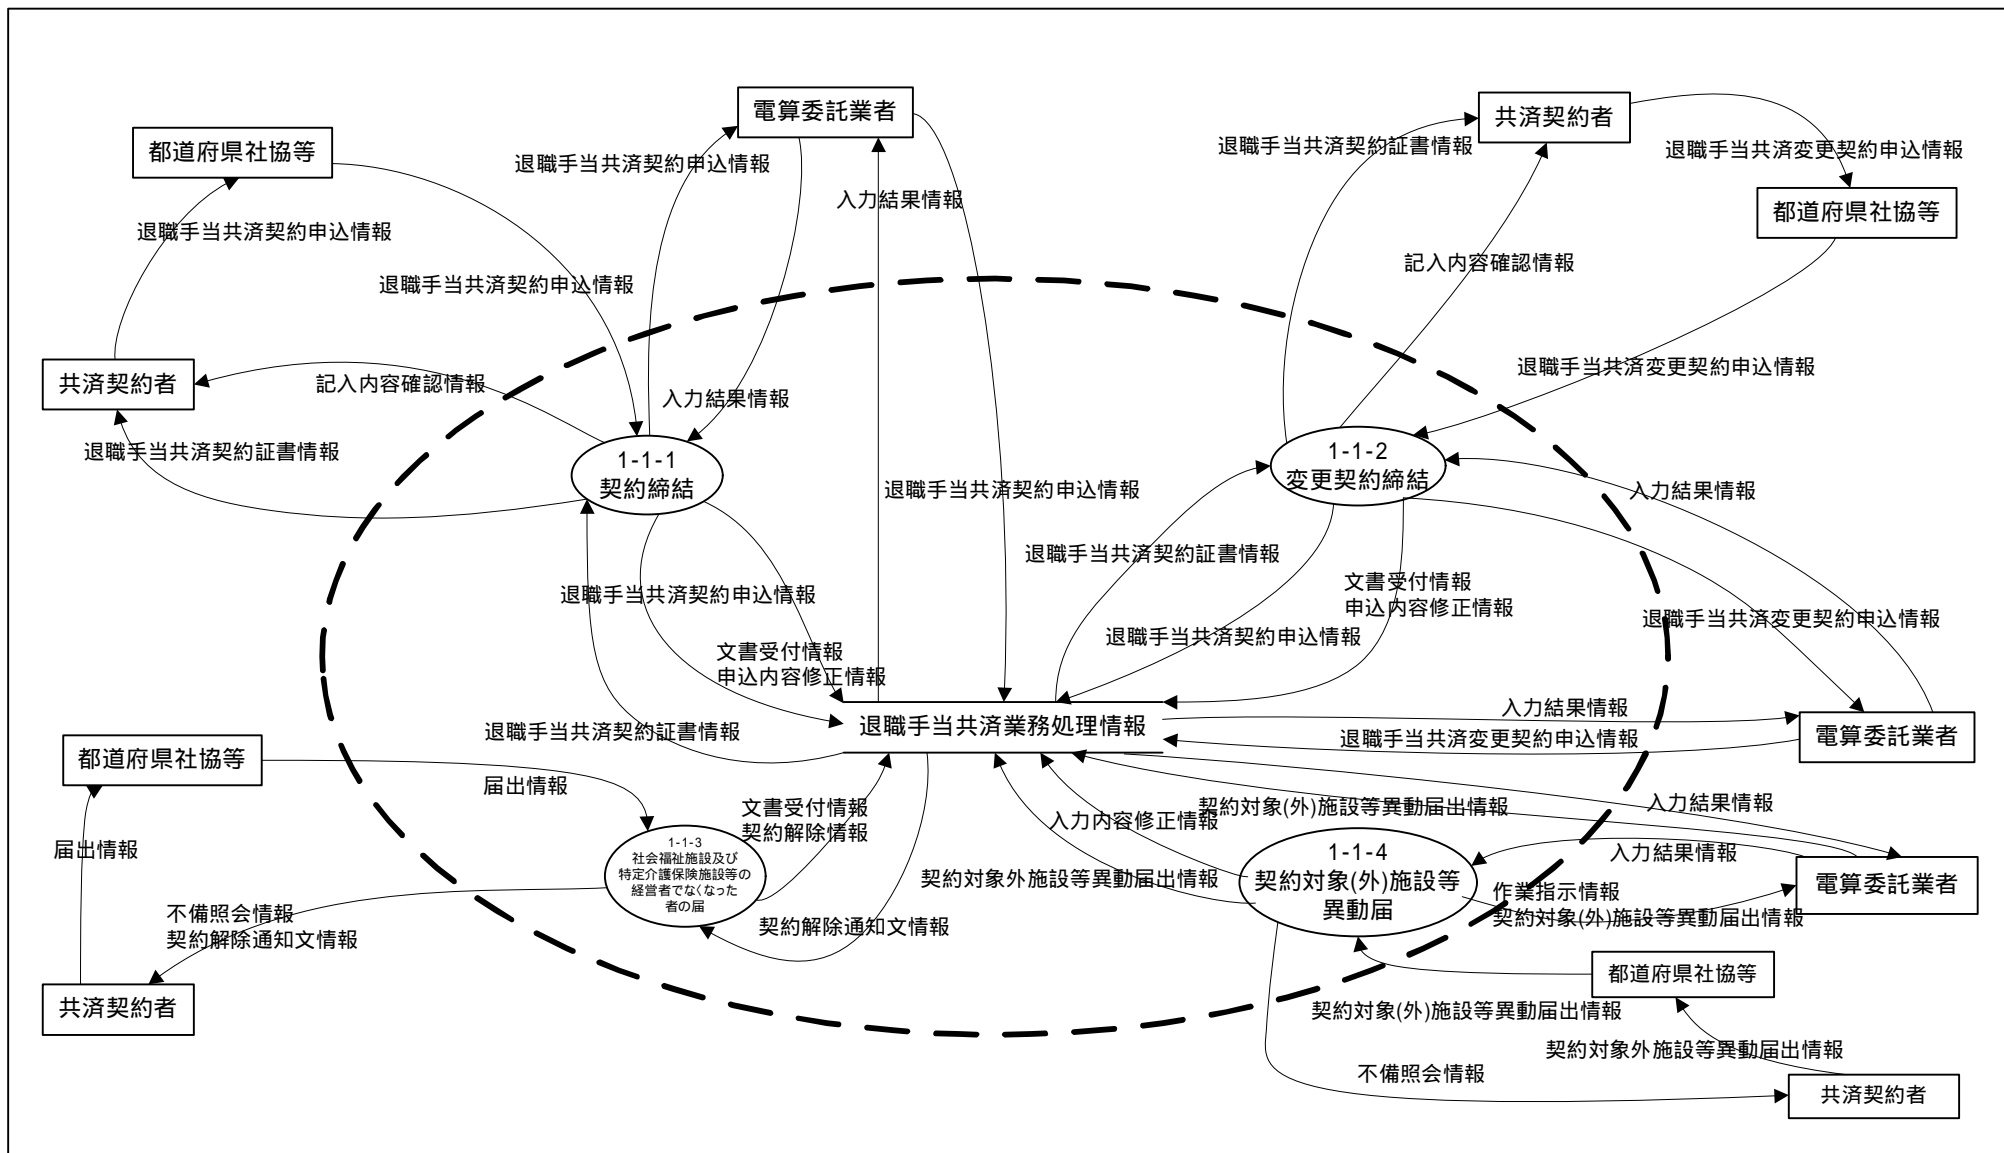 電算委託業者
共済契約者
都道府県社協等
退職手当共済契約申込情報
退職手当共済契約証書情報
退職手当共済変更契約申込情報
入力結果情報
都道府県社協等
退職手当共済契約申込情報
記入内容確認情報
退職手当共済契約申込情報
退職手当共済変更契約申込情報
共済契約者
記入内容確認情報
入力結果情報
退職手当共済契約証書情報
1-1-1
契約締結
1-1-2
変更契約締結
退職手当共済契約申込情報
入力結果情報
退職手当共済契約証書情報
退職手当共済契約申込情報
文書受付情報
申込内容修正情報
退職手当共済変更契約申込情報
退職手当共済契約申込情報
文書受付情報
申込内容修正情報
退職手当共済業務処理情報
入力結果情報
退職手当共済契約証書情報
退職手当共済変更契約申込情報
電算委託業者
都道府県社協等
届出情報
文書受付情報
契約解除情報
契約対象(外)施設等異動届出情報
入力結果情報
入力内容修正情報
届出情報
1-1-3
社会福祉施設及び
特定介護保険施設等の
経営者でなくなった
者の届
1-1-4
契約対象(外)施設等
異動届
入力結果情報
契約対象外施設等異動届出情報
電算委託業者
作業指示情報
契約対象(外)施設等異動届出情報
不備照会情報
契約解除通知文情報
契約解除通知文情報
都道府県社協等
共済契約者
契約対象(外)施設等異動届出情報
契約対象外施設等異動届出情報
不備照会情報
共済契約者